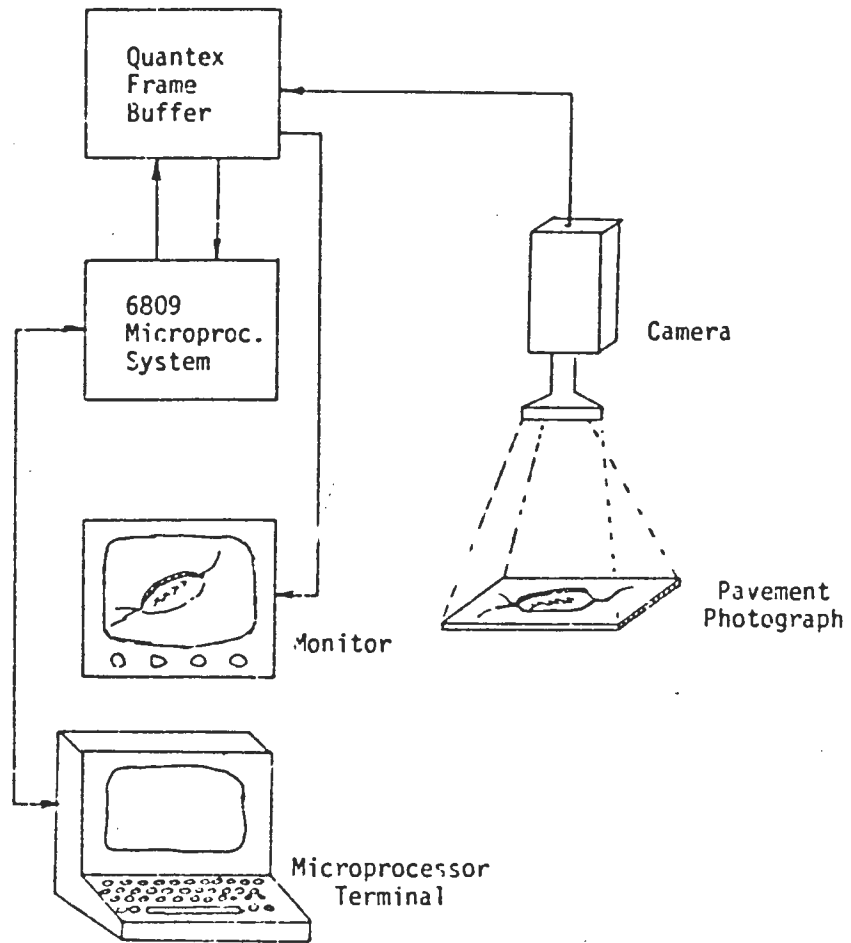 Quantex
Frame
Buffer
6809
Microproc.
System
Camera
Pavement
Photograph
Monitor
Microprocessor
Terminal